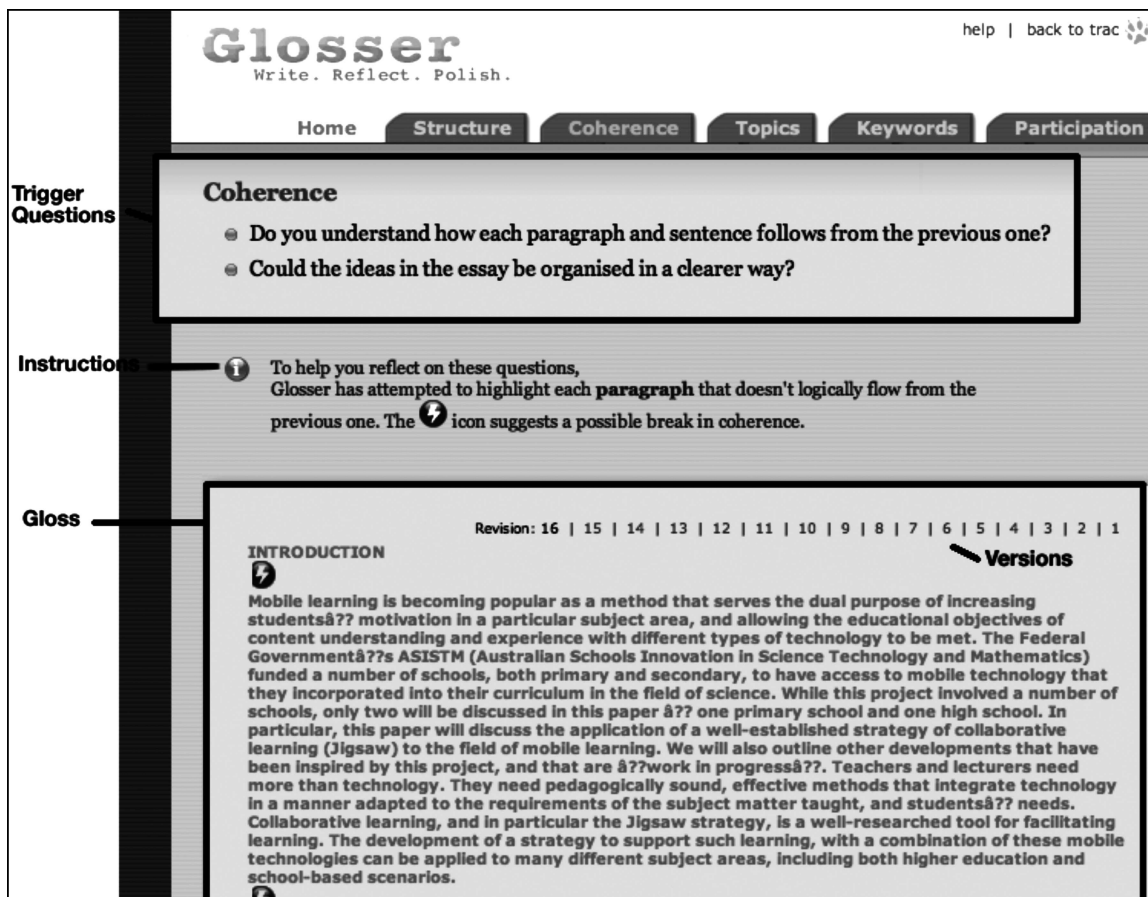 Glosser
Write. Reflect. Polish.
help | back to trac
Home Structure Coherence Topics Keywords Participation
Trigger
Questions
Coherence
Do you understand how each paragraph and sentence follows from the previous one?
Could the ideas in the essay be organised in a clearer way?
Instructions
To help you reflect on these questions,
Glosser has attempted to highlight each paragraph that doesn't logically flow from the
previous one. The icon suggests a possible break in coherence.
Gloss
Revision: 16 | 15 | 14 | 13 | 12 | 11 | 10 | 9 | 8 | 7 | 6 | 5 | 4 | 3 | 2 | 1
Versions
INTRODUCTION
Mobile learning is becoming popular as a method that serves the dual purpose of increasing
studentsâ?? motivation in a particular subject area, and allowing the educational objectives of
content understanding and experience with different types of technology to be met. The Federal
Governmentâ??s ASISTM (Australian Schools Innovation in Science Technology and Mathematics)
funded a number of schools, both primary and secondary, to have access to mobile technology that
they incorporated into their curriculum in the field of science. While this project involved a number of
schools, only two will be discussed in this paper â?? one primary school and one high school. In
particular, this paper will discuss the application of a well-established strategy of collaborative
learning (Jigsaw) to the field of mobile learning. We will also outline other developments that have
been inspired by this project, and that are â??work in progressâ??. Teachers and lecturers need
more than technology. They need pedagogically sound, effective methods that integrate technology
in a manner adapted to the requirements of the subject matter taught, and studentsâ?? needs.
Collaborative learning, and in particular the Jigsaw strategy, is a well-researched tool for facilitating
learning. The development of a strategy to support such learning, with a combination of these mobile
technologies can be applied to many different subject areas, including both higher education and
school-based scenarios.